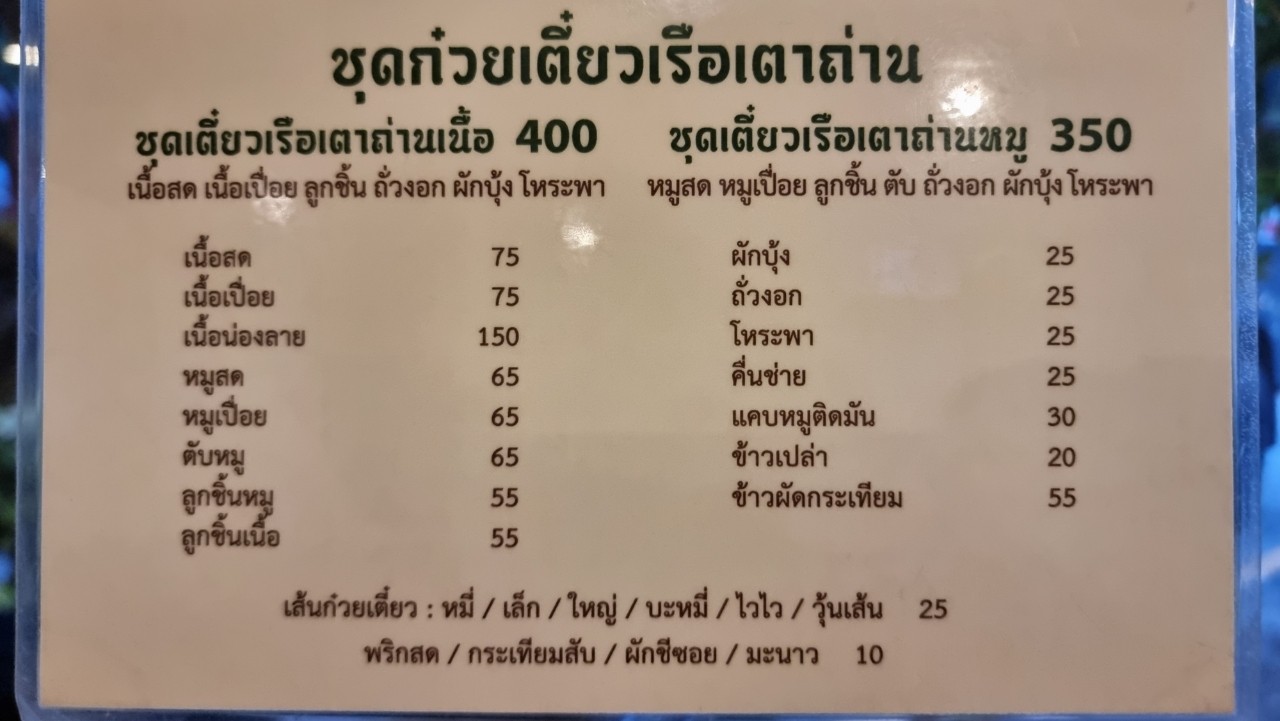 ชุดก๋วยเตี๋ยวเรือเตาถ่าน
ชุดเตี๋ยวเรือเตาถ่านเนื้อ 400
เนื้อสด เนื้อเปื่อย ลูกชิ้น ถั่วงอก ผักบุ้ง โหระพา
ชุดเตี๋ยวเรือเตาถ่านหมู 350
หมูสด หมูเปื่อย ลูกชิ้น ตับ ถั่วงอก ผักบุ้ง โหระพา
เนื้อสด 75
เนื้อเปื่อย 75
เนื้อน่องลาย 150
หมูสด 65
หมูเปื่อย 65
ตับหมู 65
ลูกชิ้นหมู 55
ลูกชิ้นเนื้อ 55
ผักบุ้ง 25
ถั่วงอก 25
โหระพา 25
คื่นช่าย 25
แคบหมูติดมัน 30
ข้าวเปล่า 20
ข้าวผัดกระเทียม 55
เส้นก๋วยเตี๋ยว : หมี่ / เล็ก / ใหญ่ / บะหมี่ / ไวไว / วุ้นเส้น 25
พริกสด / กระเทียมสับ / ผักชีซอย / มะนาว 10